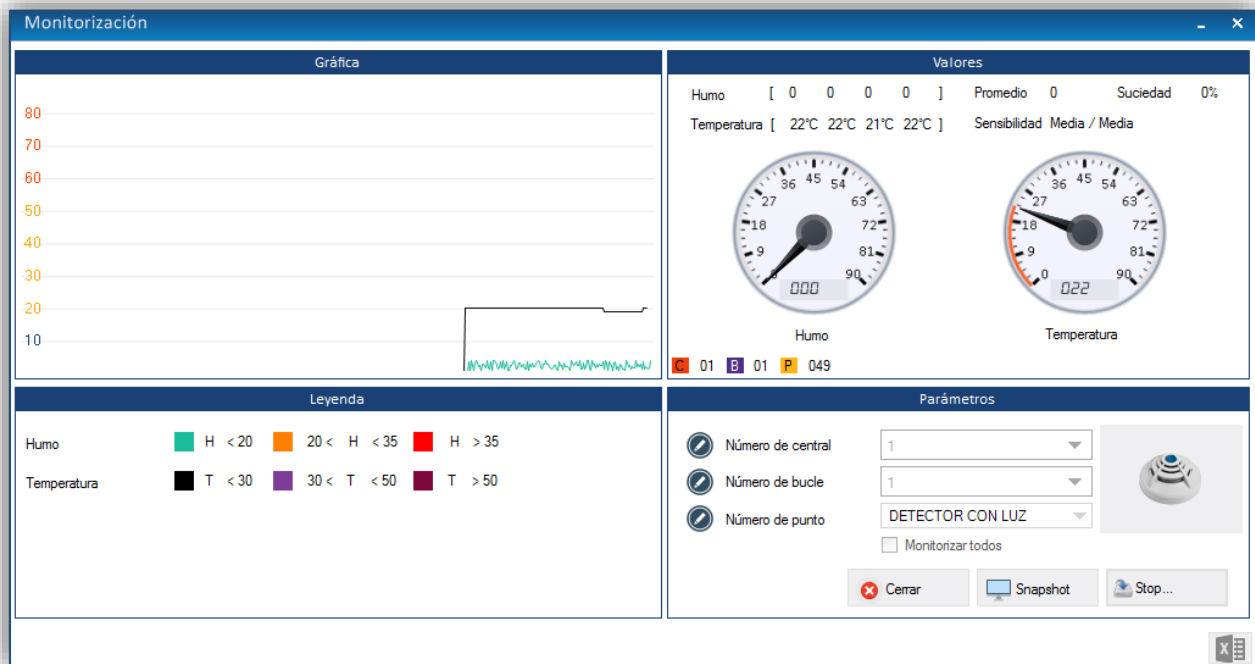 Monitorización
Gráfica
80
70
60
50
40
30
20
10
Valores
Humo [ 0 0 0 0 ] Promedio 0 Suciedad 0%
Temperatura [ 22°C 22°C 21°C 22°C ] Sensibilidad Media / Media
0 9 18 27 36 45 54 63 72 81 90
000
Humo
0 9 18 27 36 45 54 63 72 81 90
022
Temperatura
C 01 B 01 P 049
Leyenda
Humo H < 20 20 < H < 35 H > 35
Temperatura T < 30 30 < T < 50 T > 50
Parámetros
Número de central 1
Número de bucle 1
Número de punto DETECTOR CON LUZ
Monitorizar todos
Cerrar Snapshot Stop...